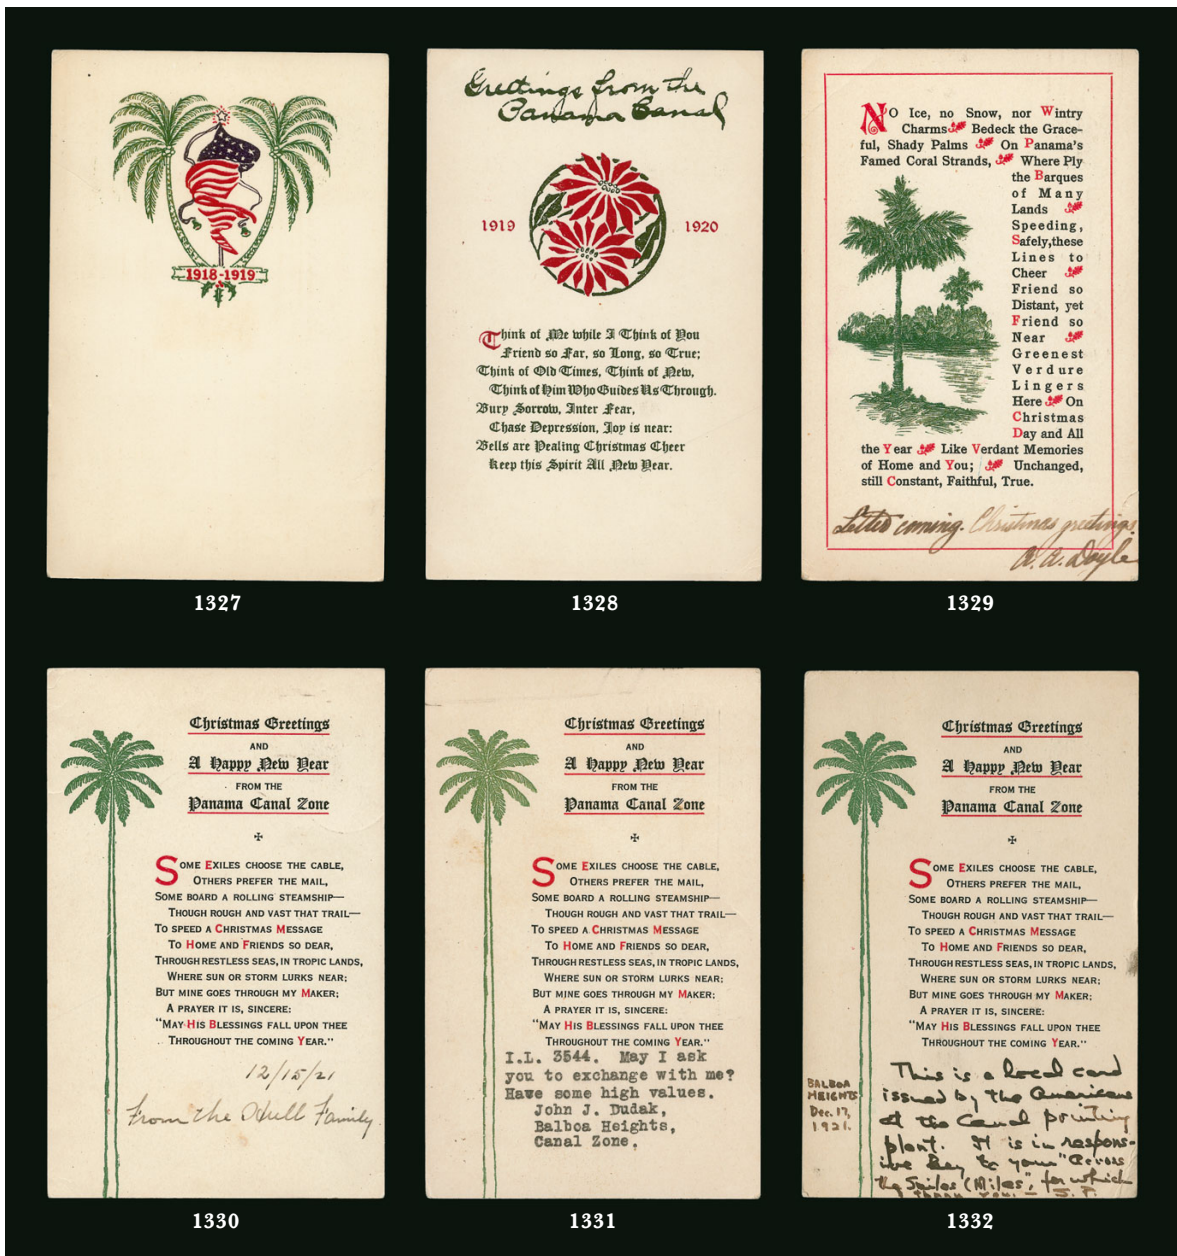 1918-1919
1327
Greetings from the
Panama Canal
1919 1920
Think of Me while I Think of You
Friend so Far, so Long, so True;
Think of Old Times, Think of New,
Think of Him Who Guides Us Through.
Bury Sorrow, Inter Fear,
Chase Depression, Joy is near:
Bells are Pealing Christmas Cheer
Keep this Spirit All New Year.
1328
NO Ice, no Snow, nor Wintry
Charms Bedeck the Grace-
ful, Shady Palms On Panama's
Famed Coral Strands, Where Ply
the Barques
of Many
Lands
Speeding,
Safely,these
Lines to
Cheer
Friend so
Distant, yet
Friend so
Near
Greenest
Verdure
Lingers
Here On
Christmas
Day and All
the Year Like Verdant Memories
of Home and You; Unchanged,
still Constant, Faithful, True.
Letter coming. Christmas greetings.
A. A. Doyle
1329
Christmas Greetings
AND
A Happy New Year
FROM THE
Panama Canal Zone
SOME EXILES CHOOSE THE CABLE,
OTHERS PREFER THE MAIL,
SOME BOARD A ROLLING STEAMSHIP—
THOUGH ROUGH AND VAST THAT TRAIL—
TO SPEED A CHRISTMAS MESSAGE
TO HOME AND FRIENDS SO DEAR,
THROUGH RESTLESS SEAS, IN TROPIC LANDS,
WHERE SUN OR STORM LURKS NEAR;
BUT MINE GOES THROUGH MY MAKER;
A PRAYER IT IS, SINCERE:
"MAY HIS BLESSINGS FALL UPON THEE
THROUGHOUT THE COMING YEAR."
12/15/21
From the Family.
1330
Christmas Greetings
AND
A Happy New Year
FROM THE
Panama Canal Zone
SOME EXILES CHOOSE THE CABLE,
OTHERS PREFER THE MAIL,
SOME BOARD A ROLLING STEAMSHIP—
THOUGH ROUGH AND VAST THAT TRAIL—
TO SPEED A CHRISTMAS MESSAGE
TO HOME AND FRIENDS SO DEAR,
THROUGH RESTLESS SEAS, IN TROPIC LANDS,
WHERE SUN OR STORM LURKS NEAR;
BUT MINE GOES THROUGH MY MAKER;
A PRAYER IT IS, SINCERE:
"MAY HIS BLESSINGS FALL UPON THEE
THROUGHOUT THE COMING YEAR."
I.L. 3544. May I ask
you to exchange with me?
Have some high values.
John J. Dudak,
Balboa Heights,
Canal Zone.
1331
Christmas Greetings
AND
A Happy New Year
FROM THE
Panama Canal Zone
SOME EXILES CHOOSE THE CABLE,
OTHERS PREFER THE MAIL,
SOME BOARD A ROLLING STEAMSHIP—
THOUGH ROUGH AND VAST THAT TRAIL—
TO SPEED A CHRISTMAS MESSAGE
TO HOME AND FRIENDS SO DEAR,
THROUGH RESTLESS SEAS, IN TROPIC LANDS,
WHERE SUN OR STORM LURKS NEAR;
BUT MINE GOES THROUGH MY MAKER;
A PRAYER IT IS, SINCERE:
"MAY HIS BLESSINGS FALL UPON THEE
THROUGHOUT THE COMING YEAR."
BALBOA
HEIGHTS
Dec. 17,
1921.
This is a local card
issued by the Americans
at the Canal printing
plant. It is in respons-
ive key to your "Across
the Smiles (Miles", for which
thank you. — J. F.
1332